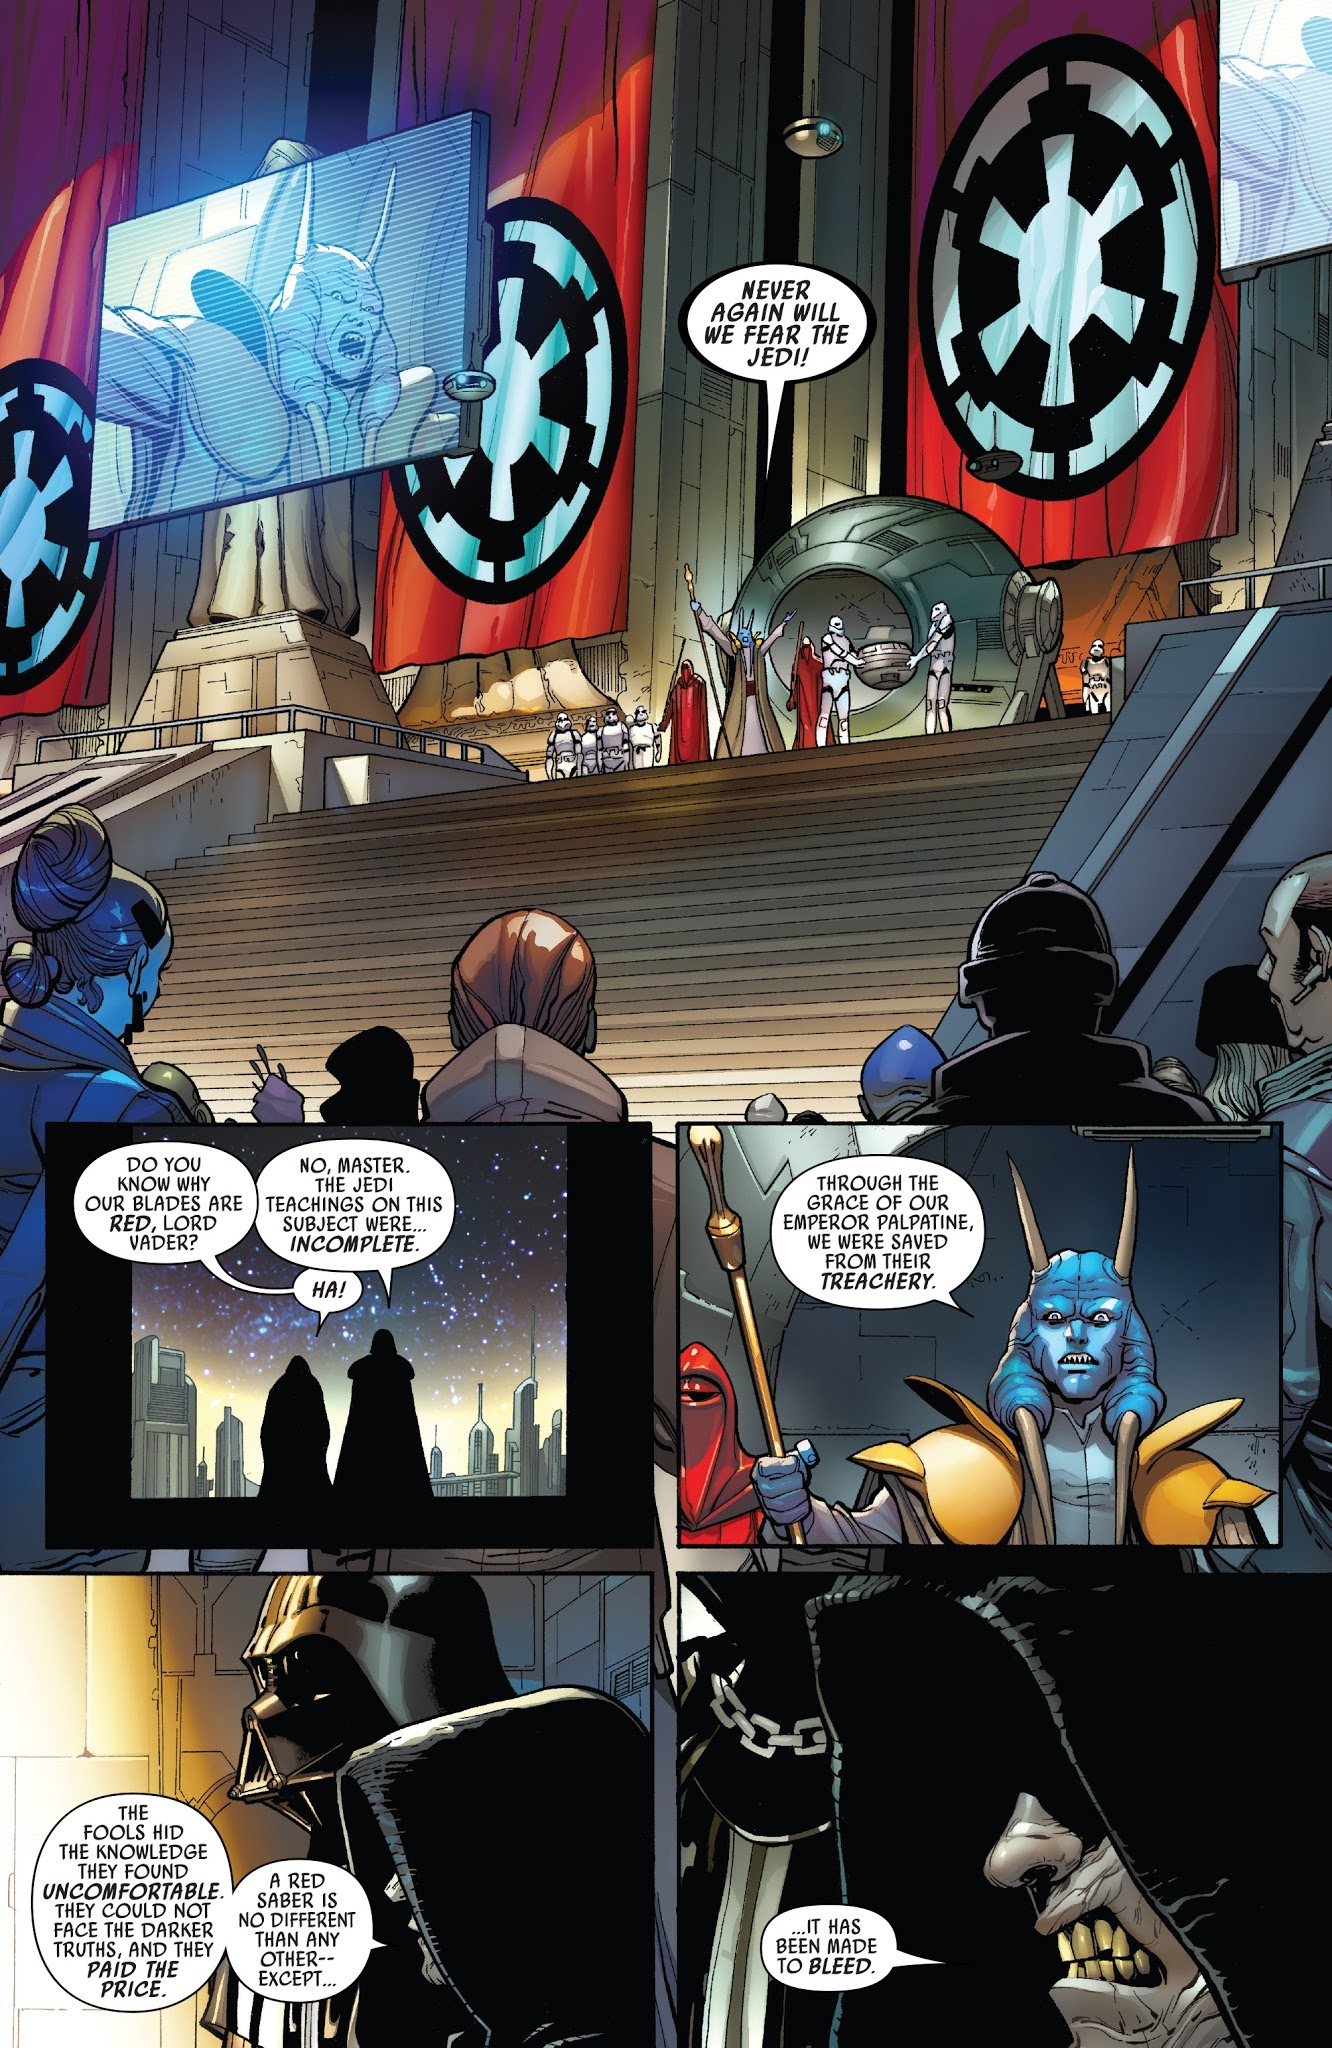 NEVER
AGAIN WILL
WE FEAR THE
JEDI!
DO YOU
KNOW WHY
OUR BLADES ARE
RED, LORD
VADER?
NO, MASTER.
THE JEDI
TEACHINGS ON THIS
SUBJECT WERE...
INCOMPLETE.
HA!
THROUGH THE
GRACE OF OUR
EMPEROR PALPATINE,
WE WERE SAVED
FROM THEIR
TREACHERY.
THE
FOOLS HID
THE KNOWLEDGE
THEY FOUND
UNCOMFORTABLE.
THEY COULD NOT
FACE THE DARKER
TRUTHS, AND THEY
PAID THE
PRICE.
A RED
SABER IS
NO DIFFERENT
THAN ANY
OTHER--
EXCEPT...
...IT HAS
BEEN MADE
TO BLEED.